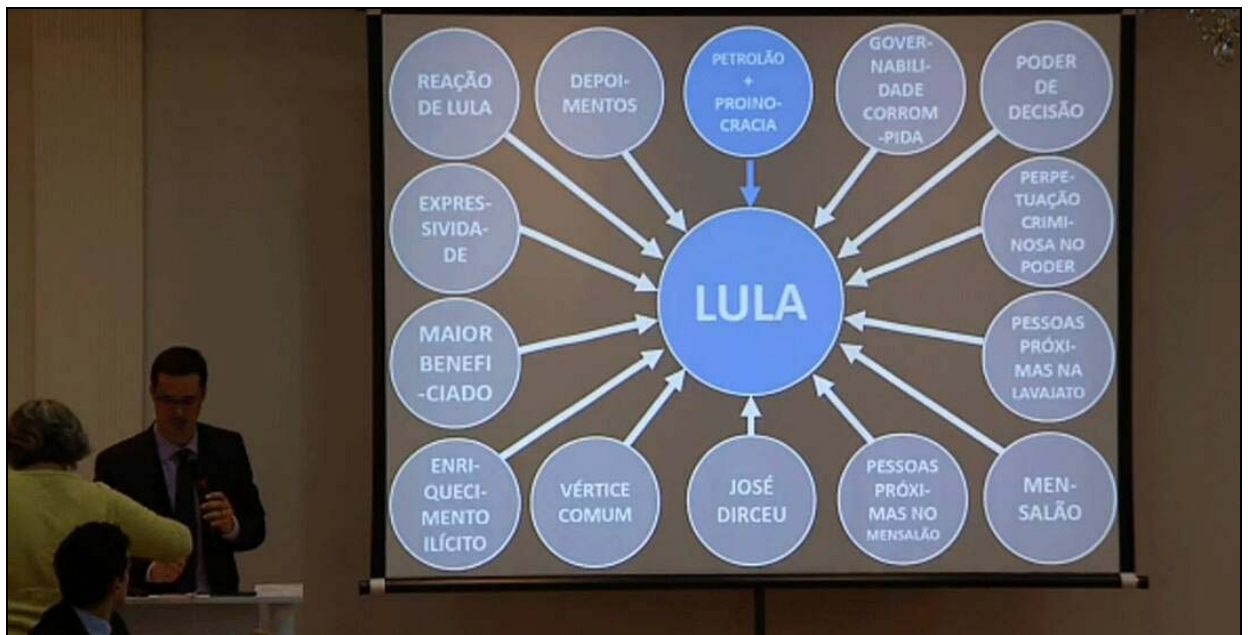 REAÇÃO
DE LULA
DEPOI-
MENTOS
PETROLÃO
+
PROINO-
CRACIA
GOVER-
NABILI-
DADE
CORROM
-PIDA
PODER
DE
DECISÃO
EXPRES-
SIVIDA-
DE
PERPE-
TUAÇÃO
CRIMI-
NOSA NO
PODER
LULA
MAIOR
BENEFI
-CIADO
PESSOAS
PRÓXI-
MAS NA
LAVAJATO
ENRI-
QUECI-
MENTO
ILÍCITO
VÉRTICE
COMUM
JOSÉ
DIRCEU
PESSOAS
PRÓXI-
MAS NO
MENSALÃO
MEN-
SALÃO